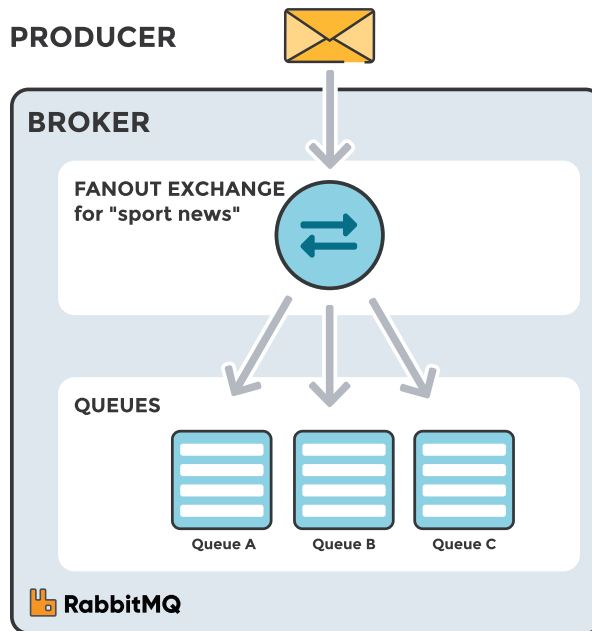 PRODUCER
BROKER
FANOUT EXCHANGE
for "sport news"
QUEUES
Queue A
Queue B
Queue C
RabbitMQ